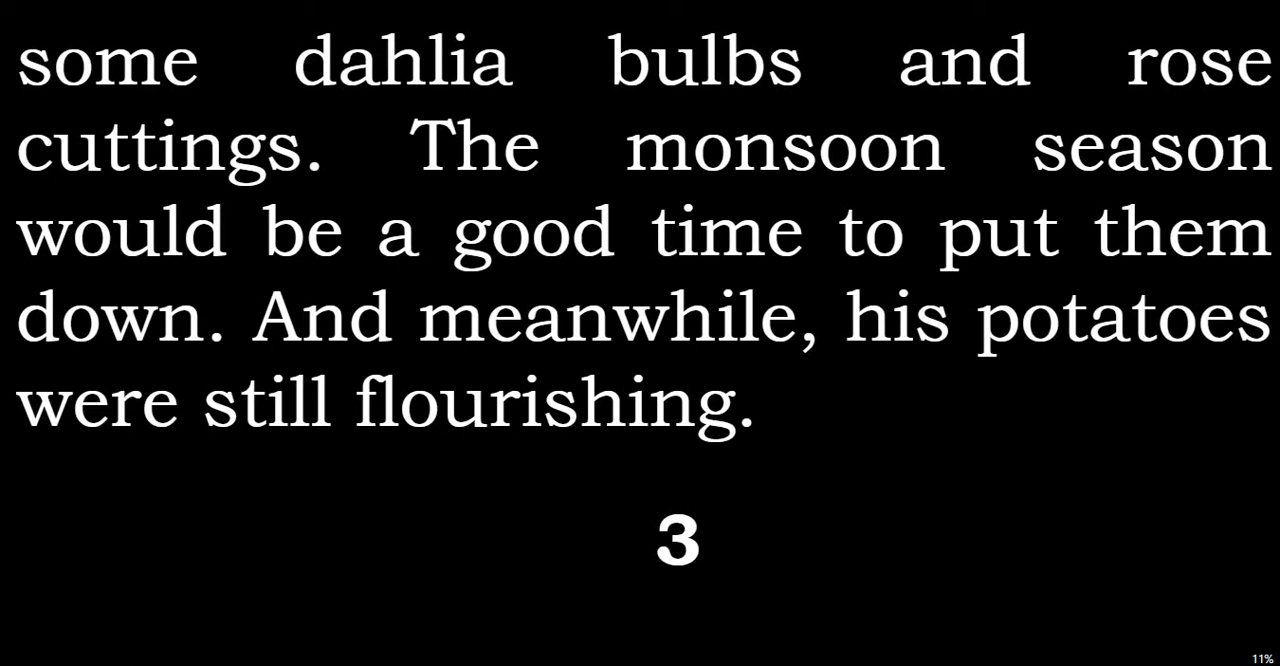 some dahlia bulbs and rose
cuttings. The monsoon season
would be a good time to put them
down. And meanwhile, his potatoes
were still flourishing.
3
11%